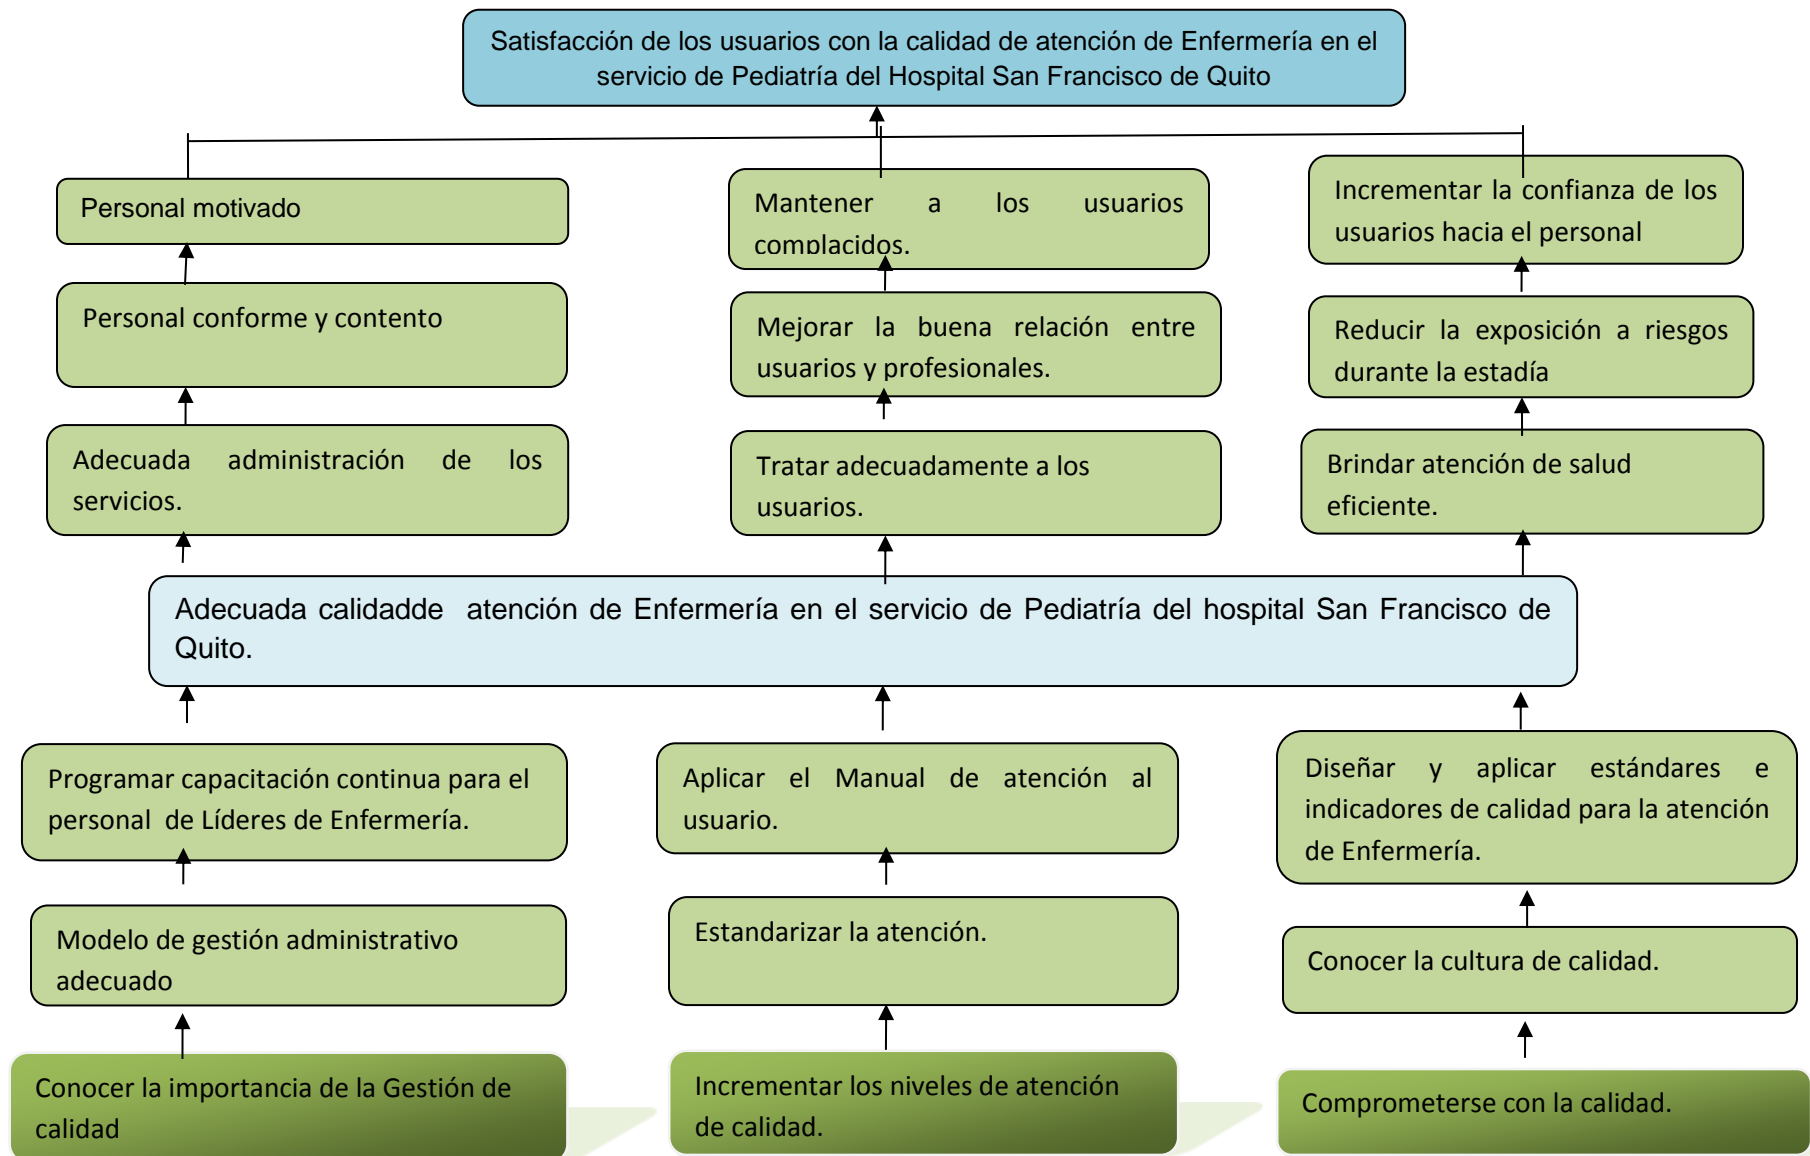 Satisfacción de los usuarios con la calidad de atención de Enfermería en el
servicio de Pediatría del Hospital San Francisco de Quito
Personal motivado
Mantener a los usuarios
complacidos.
Incrementar la confianza de los
usuarios hacia el personal
Personal conforme y contento
Mejorar la buena relación entre
usuarios y profesionales.
Reducir la exposición a riesgos
durante la estadía
Adecuada administración de los
servicios.
Tratar adecuadamente a los
usuarios.
Brindar atención de salud
eficiente.
Adecuada calidadde atención de Enfermería en el servicio de Pediatría del hospital San Francisco de
Quito.
Programar capacitación continua para el
personal de Líderes de Enfermería.
Aplicar el Manual de atención al
usuario.
Diseñar y aplicar estándares e
indicadores de calidad para la atención
de Enfermería.
Modelo de gestión administrativo
adecuado
Estandarizar la atención.
Conocer la cultura de calidad.
Conocer la importancia de la Gestión de
calidad
Incrementar los niveles de atención
de calidad.
Comprometerse con la calidad.